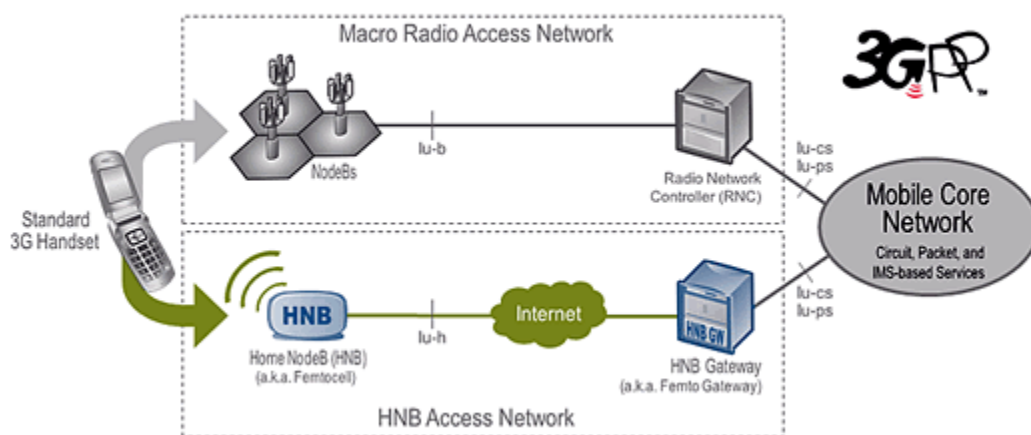 Macro Radio Access Network
3GPP
TM
NodeBs
Iu-b
Radio Network
Controller (RNC)
Iu-cs
Iu-ps
Standard
3G Handset
Mobile Core
Network
Circuit, Packet, and
IMS-based Services
HNB
Home NodeB (HNB)
(a.k.a. Femtocell)
Iu-h
Internet
HNB GW
HNB Gateway
(a.k.a. Femto Gateway)
Iu-cs
Iu-ps
HNB Access Network